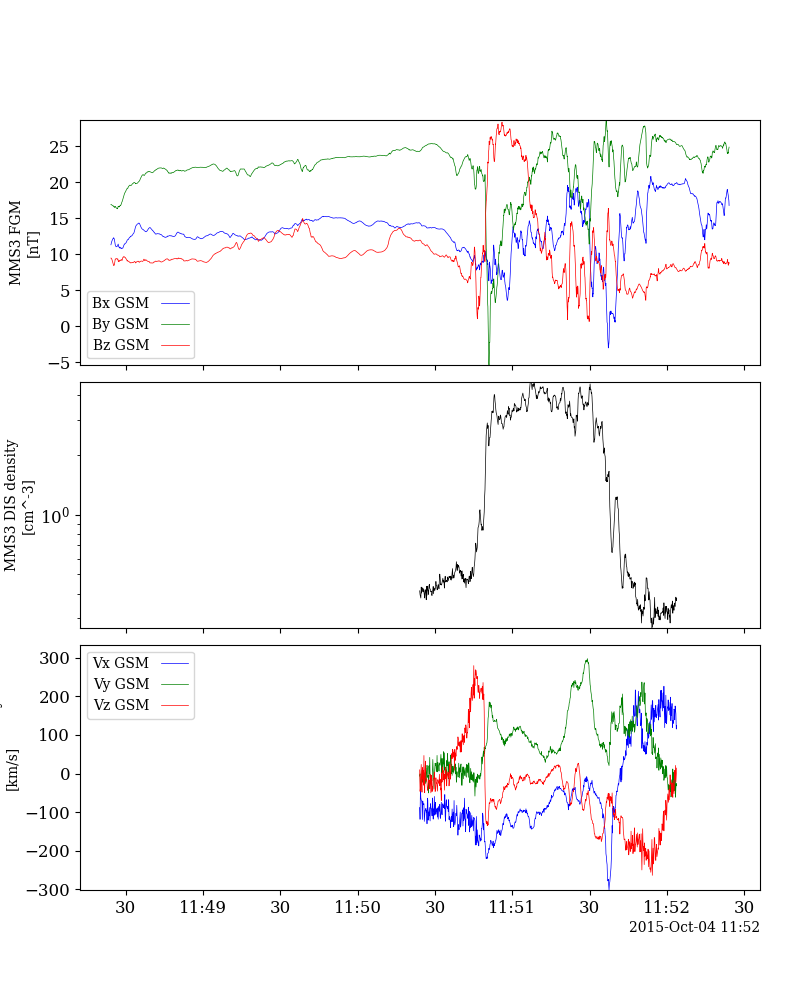 MMS3 FGM
[nT]
25
20
15
10
5
0
−5
Bx GSM
By GSM
Bz GSM
MMS3 DIS density
[cm^-3]
10^0
[km/s]
300
200
100
0
−100
−200
−300
Vx GSM
Vy GSM
Vz GSM
30 11:49 30 11:50 30 11:51 30 11:52 30
2015-Oct-04 11:52